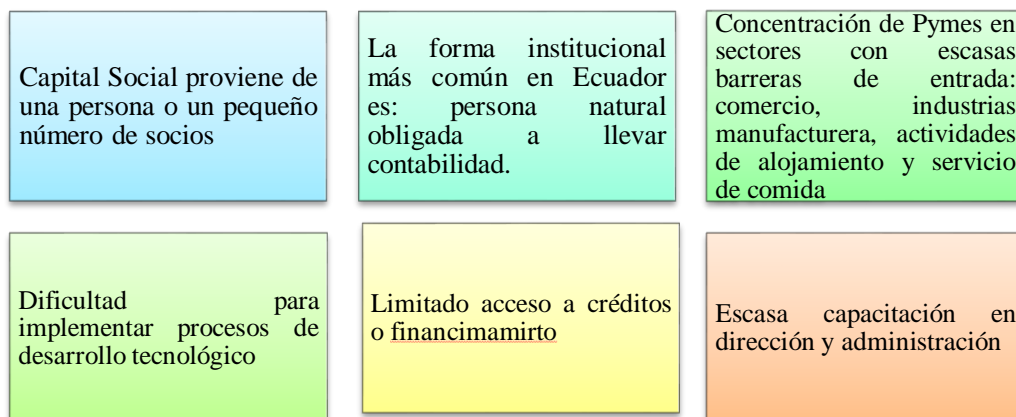 Capital Social proviene de
una persona o un pequeño
número de socios
La forma institucional
más común en Ecuador
es: persona natural
obligada a llevar
contabilidad.
Concentración de Pymes en
sectores con escasas
barreras de entrada:
comercio, industrias
manufacturera, actividades
de alojamiento y servicio
de comida
Dificultad para
implementar procesos de
desarrollo tecnológico
Limitado acceso a créditos
o financimamirto
Escasa capacitación en
dirección y administración